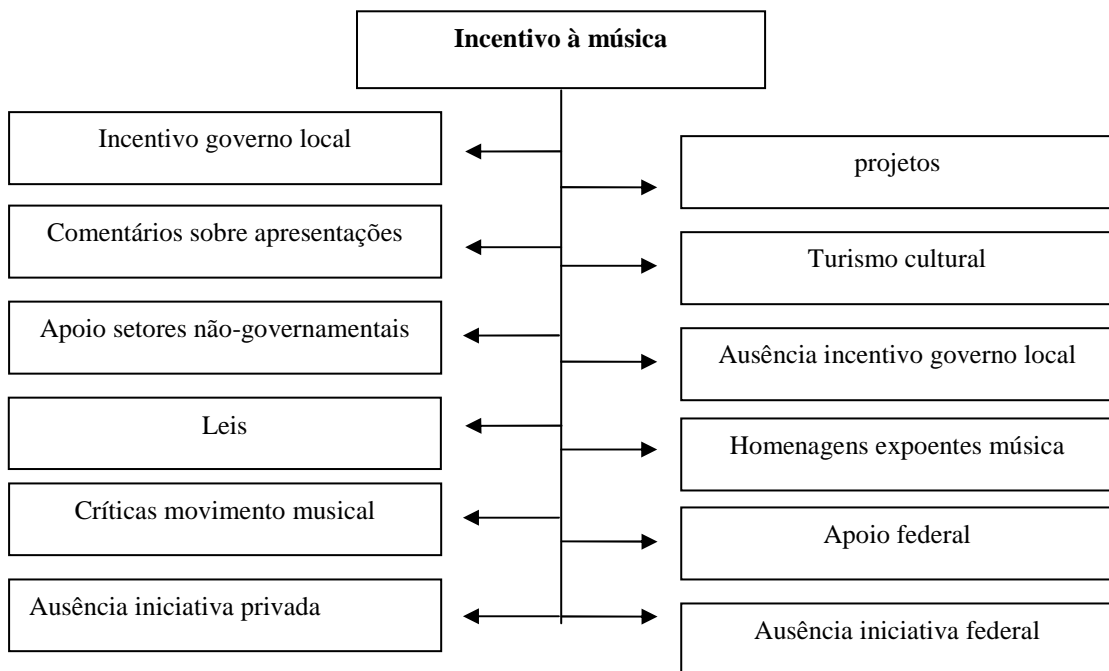 Incentivo à música
Incentivo governo local
projetos
Comentários sobre apresentações
Turismo cultural
Apoio setores não-governamentais
Ausência incentivo governo local
Leis
Homenagens expoentes música
Críticas movimento musical
Apoio federal
Ausência iniciativa privada
Ausência iniciativa federal